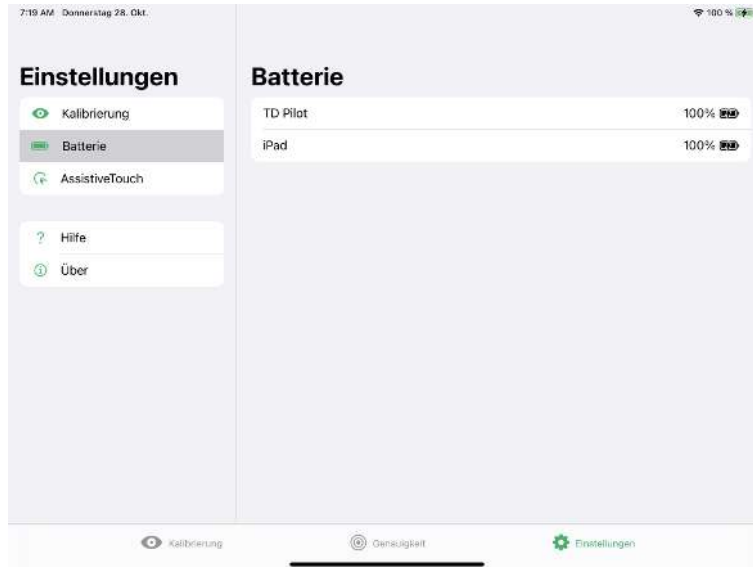 7:19 AM Donnerstag 28. Okt.
100 %
Einstellungen
Kalibrierung
Batterie
AssistiveTouch
? Hilfe
Über
Batterie
TD Pilot 100%
iPad 100%
Kalibrierung
Genauigkeit
Einstellungen